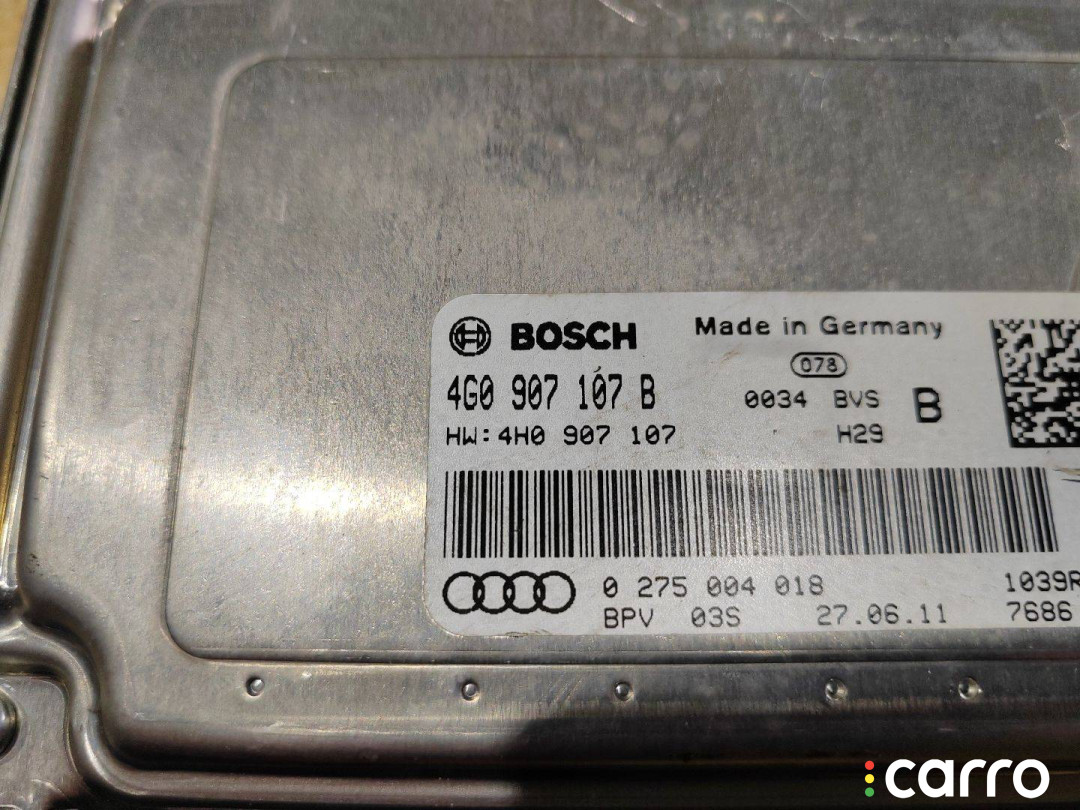 BOSCH Made in Germany
078
4G0 907 107 B 0034 BVS B
HW:4H0 907 107 H29
0 275 004 018 1039R
BPV 03S 27.06.11 7686
carro